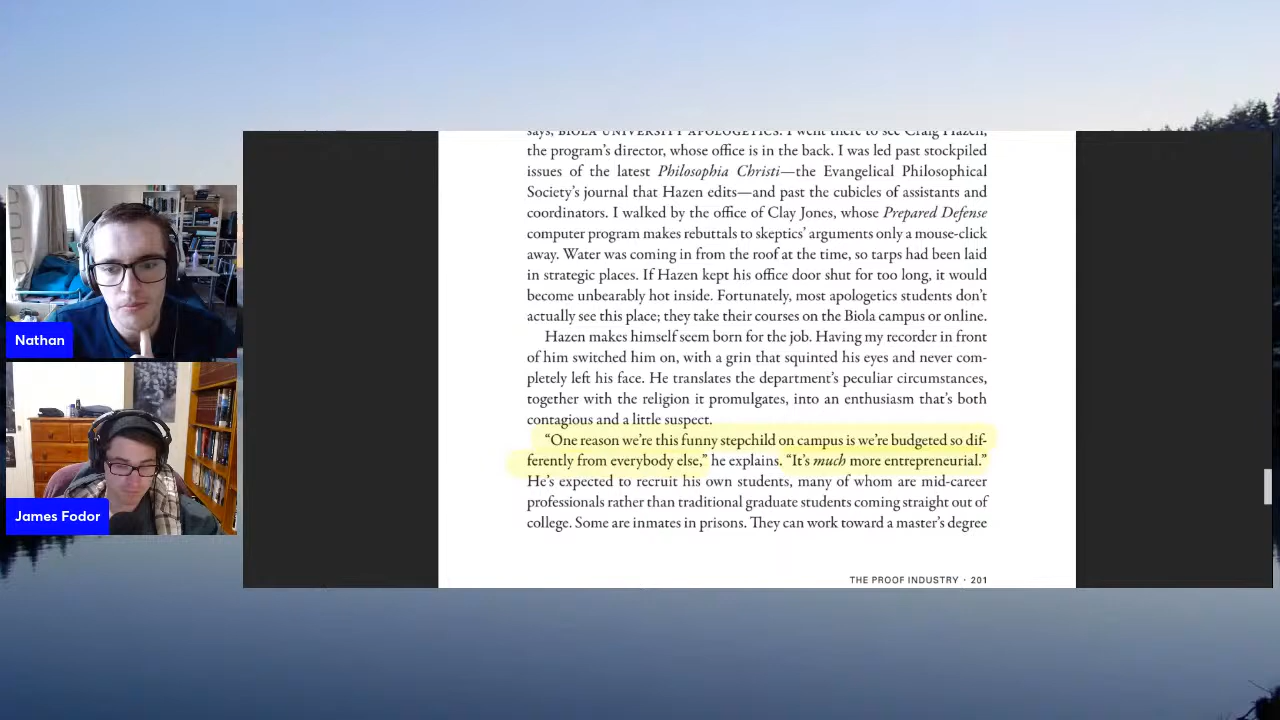 says, BIOLA UNIVERSITY APOLOGETICS. I went there to see Craig Hazen,
the program's director, whose office is in the back. I was led past stockpiled
issues of the latest Philosophia Christi—the Evangelical Philosophical
Society's journal that Hazen edits—and past the cubicles of assistants and
coordinators. I walked by the office of Clay Jones, whose Prepared Defense
computer program makes rebuttals to skeptics' arguments only a mouse-click
away. Water was coming in from the roof at the time, so tarps had been laid
in strategic places. If Hazen kept his office door shut for too long, it would
become unbearably hot inside. Fortunately, most apologetics students don't
actually see this place; they take their courses on the Biola campus or online.
Hazen makes himself seem born for the job. Having my recorder in front
of him switched him on, with a grin that squinted his eyes and never com-
pletely left his face. He translates the department's peculiar circumstances,
together with the religion it promulgates, into an enthusiasm that's both
contagious and a little suspect.
“One reason we're this funny stepchild on campus is we're budgeted so dif-
ferently from everybody else,” he explains. “It's much more entrepreneurial.”
He's expected to recruit his own students, many of whom are mid-career
professionals rather than traditional graduate students coming straight out of
college. Some are inmates in prisons. They can work toward a master's degree
THE PROOF INDUSTRY · 201
Nathan
James Fodor